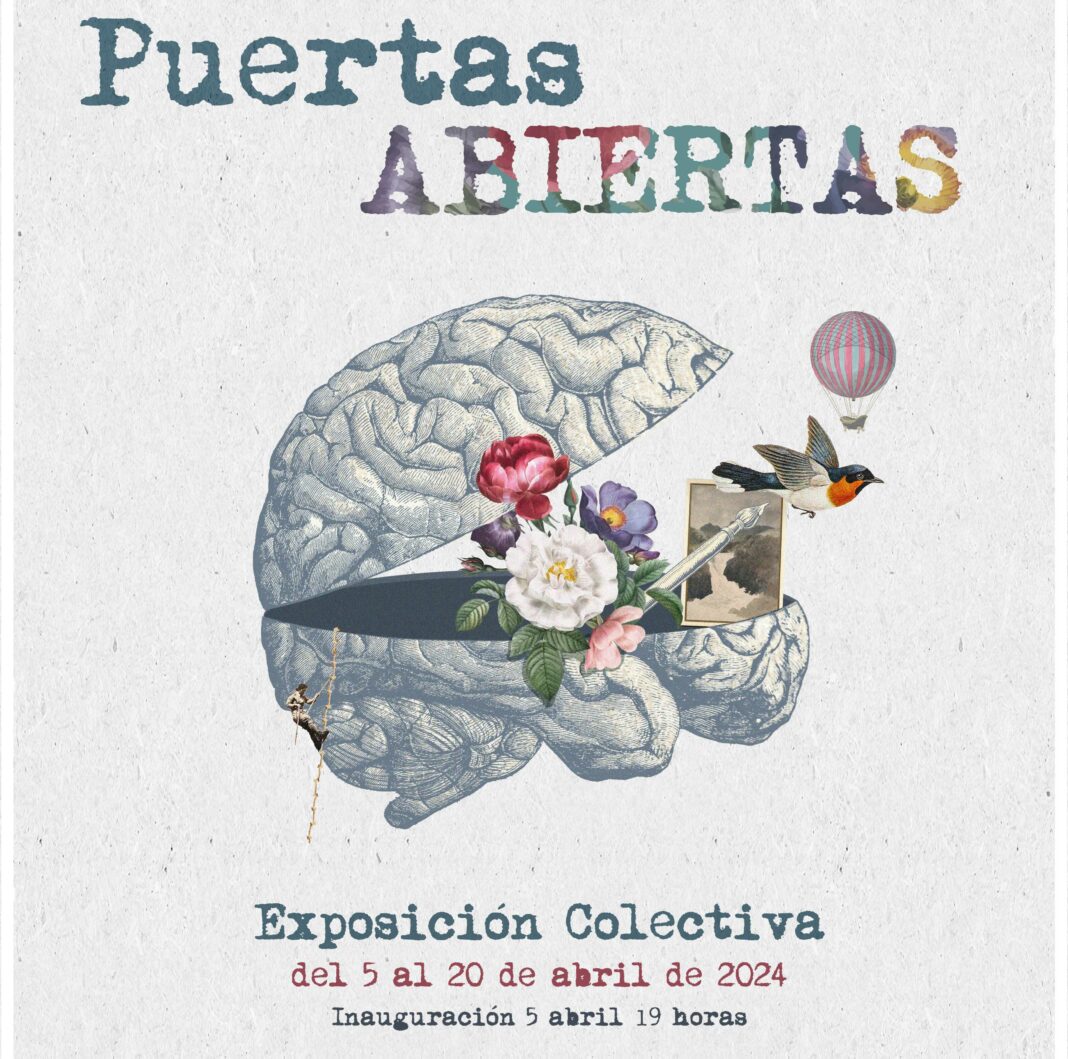 Puertas
ABIERTAS
Exposición Colectiva
del 5 al 20 de abril de 2024
Inauguración 5 abril 19 horas